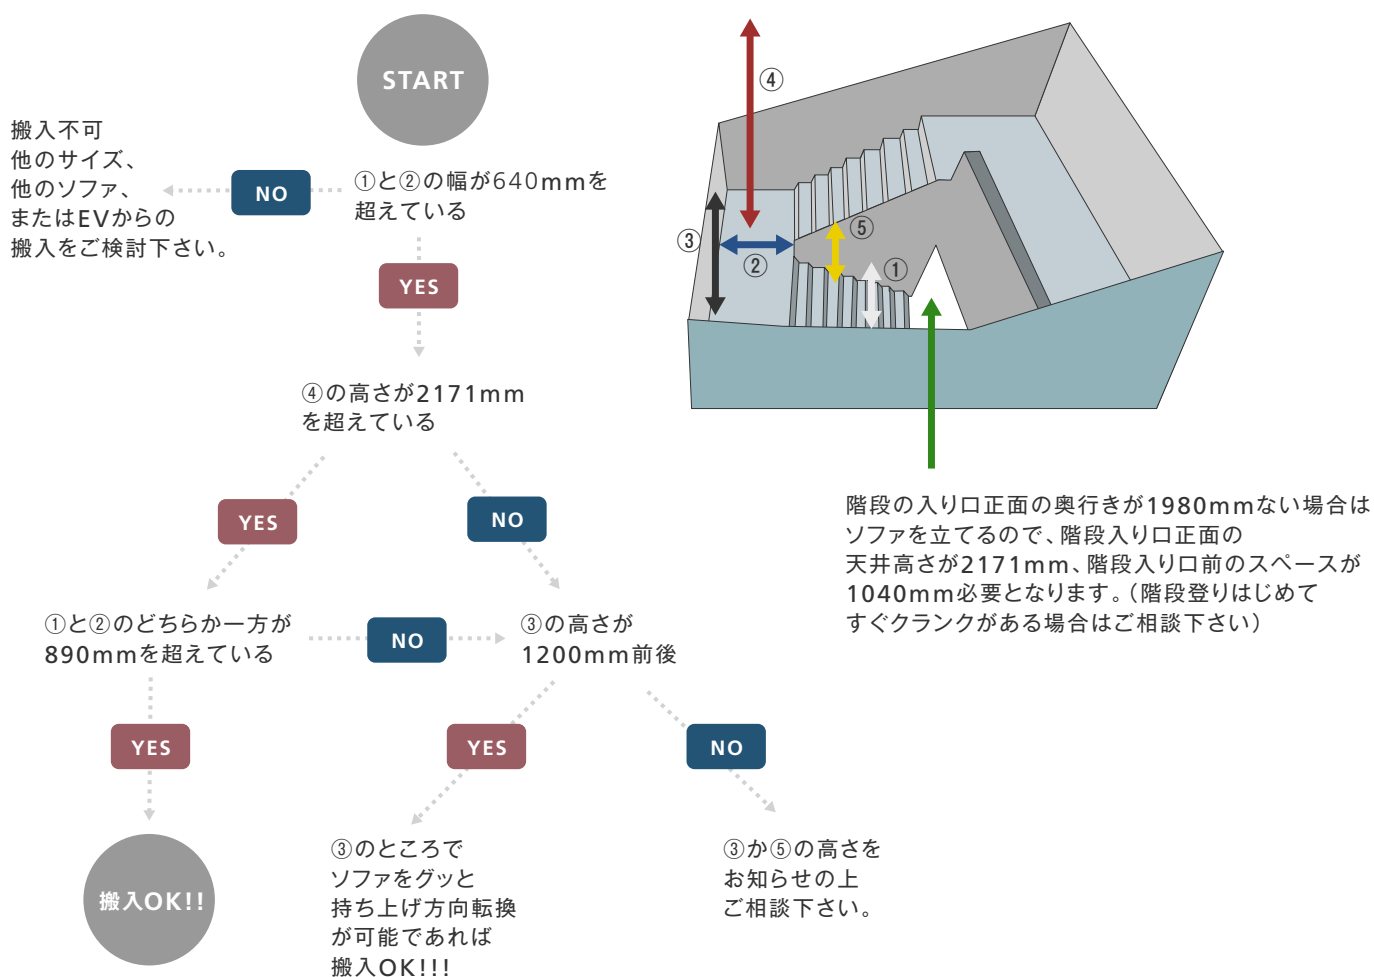 START
搬入不可
他のサイズ、
他のソファ、
またはEVからの
搬入をご検討下さい。
NO
①と②の幅が640mmを
超えている
YES
④の高さが2171mm
を超えている
YES
NO
①と②のどちらか一方が
890mmを超えている
NO
③の高さが
1200mm前後
YES
YES
NO
搬入OK!!
③のところで
ソファをグッと
持ち上げ方向転換
が可能であれば
搬入OK!!!
③か⑤の高さを
お知らせの上
ご相談下さい。
④
③
②
⑤
①
階段の入り口正面の奥行きが1980mmない場合は
ソファを立てるので、階段入り口正面の
天井高さが2171mm、階段入り口前のスペースが
1040mm必要となります。（階段登りはじめて
すぐクランクがある場合はご相談下さい）